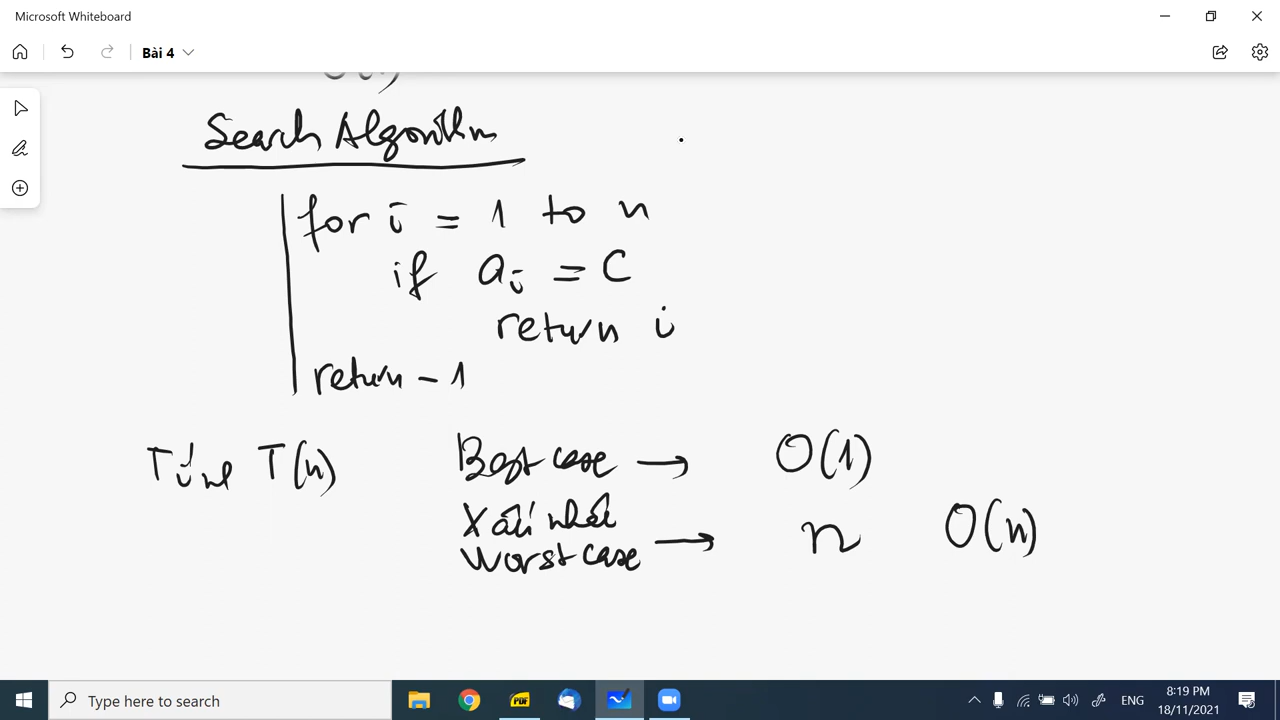 Microsoft Whiteboard
Bài 4
O(n)
Search Algorithm
for i = 1 to n
if aᵢ = C
return i
return -1
Tính T(n) Best case → O(1)
Xấu nhất
Worst case → n O(n)
Type here to search
PDF
ENG
8:19 PM
18/11/2021